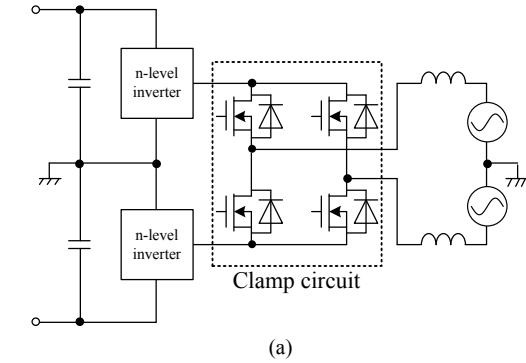 n-level
inverter
n-level
inverter
Clamp circuit
(a)